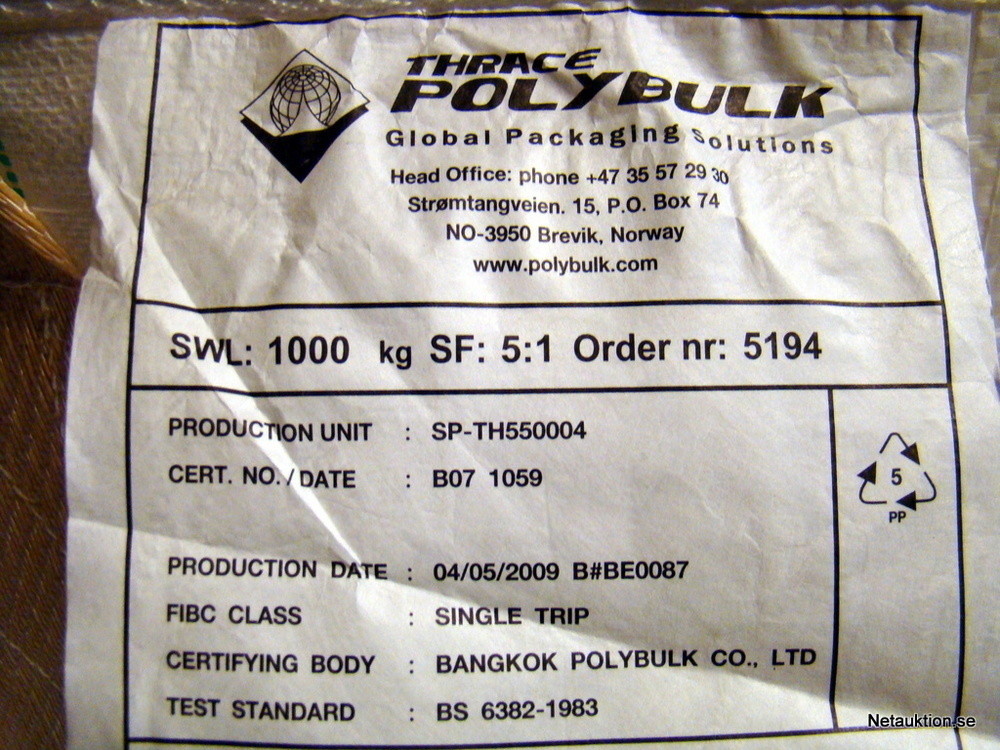 THRACE
POLYBULK
Global Packaging Solutions
Head Office: phone +47 35 57 29 30
Strømtangveien. 15, P.O. Box 74
NO-3950 Brevik, Norway
www.polybulk.com
SWL: 1000 kg SF: 5:1 Order nr: 5194
PRODUCTION UNIT : SP-TH550004
CERT. NO./DATE : B07 1059
5
PP
PRODUCTION DATE : 04/05/2009 B#BE0087
FIBC CLASS : SINGLE TRIP
CERTIFYING BODY : BANGKOK POLYBULK CO., LTD
TEST STANDARD : BS 6382-1983
Netauktion.se